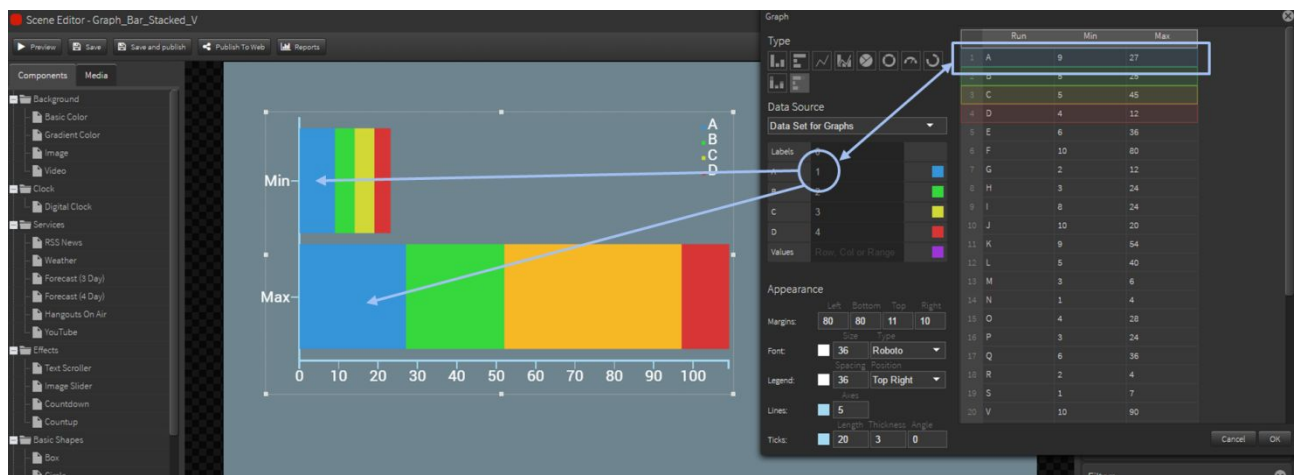 Scene Editor - Graph_Bar_Stacked_V
Preview Save Save and publish Publish To Web Reports
Components Media
Background
Basic Color
Gradient Color
Image
Video
Clock
Digital Clock
Services
RSS News
Weather
Forecast (3 Day)
Forecast (4 Day)
Hangouts On Air
YouTube
Effects
Text Scroller
Image Slider
Countdown
Countup
Basic Shapes
Box
Circle
A
B
C
D
Min
Max
0 10 20 30 40 50 60 70 80 90 100
Graph
Type
Data Source
Data Set for Graphs
Labels 0
A 1
B 2
C 3
D 4
Values Row, Col or Range
Appearance
Left Bottom Top Right
Margins: 80 80 11 10
Size Type
Font: 36 Roboto
Spacing Position
Legend: 36 Top Right
Axes
Lines: 5
Length Thickness Angle
Ticks: 20 3 0
Run Min Max
1 A 9 27
2 B 5 25
3 C 5 45
4 D 4 12
5 E 6 36
6 F 10 80
7 G 2 12
8 H 3 24
9 I 8 24
10 J 10 20
11 K 9 54
12 L 5 40
13 M 3 6
14 N 1 4
15 O 4 28
16 P 3 24
17 Q 6 36
18 R 2 4
19 S 1 7
20 V 10 90
Cancel OK